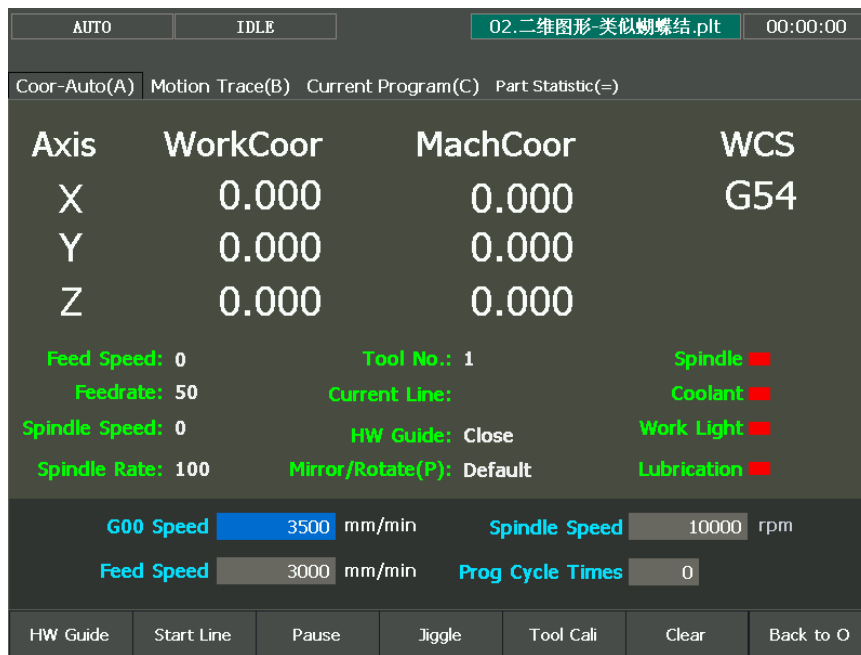 AUTO IDLE 02.二维图形-类似蝴蝶结.plt 00:00:00
Coor-Auto(A) Motion Trace(B) Current Program(C) Part Statistic(=)
Axis WorkCoor MachCoor WCS
X 0.000 0.000 G54
Y 0.000 0.000
Z 0.000 0.000
Feed Speed: 0 Tool No.: 1 Spindle
Feedrate: 50 Current Line: Coolant
Spindle Speed: 0 HW Guide: Close Work Light
Spindle Rate: 100 Mirror/Rotate(P): Default Lubrication
G00 Speed 3500 mm/min Spindle Speed 10000 rpm
Feed Speed 3000 mm/min Prog Cycle Times 0
HW Guide Start Line Pause Jiggle Tool Cali Clear Back to O